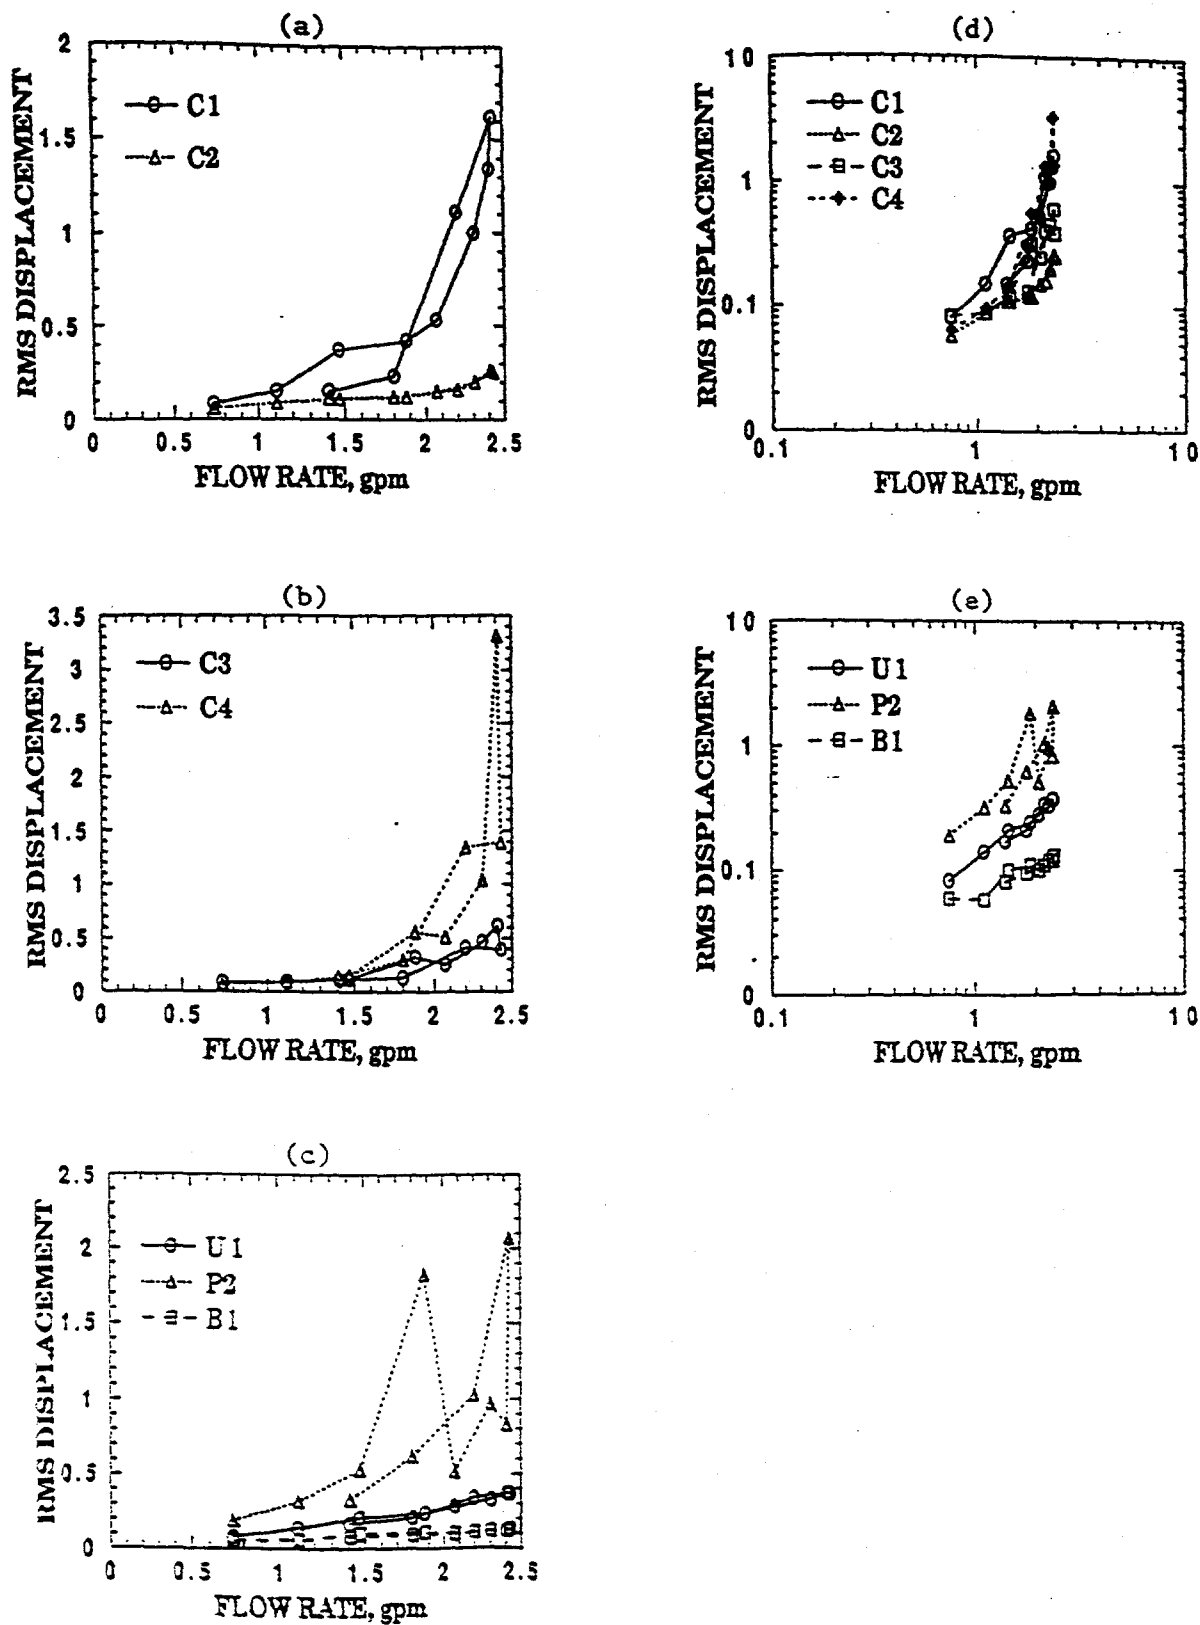 (a)
RMS DISPLACEMENT
2
1.5
1
0.5
0
C1
C2
0 0.5 1 1.5 2 2.5
FLOW RATE, gpm
(b)
RMS DISPLACEMENT
3.5
3
2.5
2
1.5
1
0.5
0
C3
C4
0 0.5 1 1.5 2 2.5
FLOW RATE, gpm
(c)
RMS DISPLACEMENT
2.5
2
1.5
1
0.5
0
U1
P2
B1
0 0.5 1 1.5 2 2.5
FLOW RATE, gpm
(d)
RMS DISPLACEMENT
10
1
0.1
0
C1
C2
C3
C4
0.1 1 10
FLOW RATE, gpm
(e)
RMS DISPLACEMENT
10
1
0.1
0
U1
P2
B1
0.1 1 10
FLOW RATE, gpm